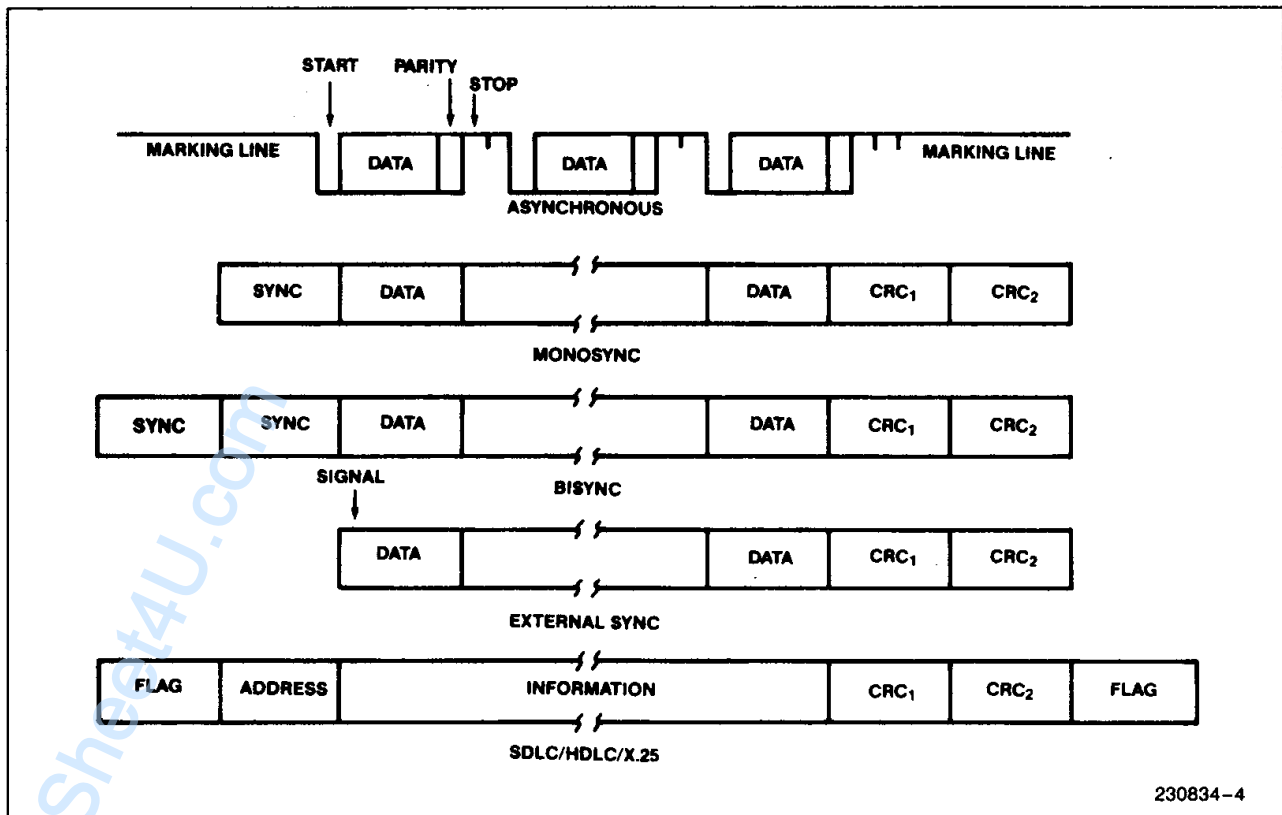 START PARITY STOP
MARKING LINE DATA DATA DATA MARKING LINE
ASYNCHRONOUS
SYNC DATA DATA CRC1 CRC2
MONOSYNC
SYNC SYNC DATA DATA CRC1 CRC2
BISYNC
SIGNAL
DATA DATA CRC1 CRC2
EXTERNAL SYNC
FLAG ADDRESS INFORMATION CRC1 CRC2 FLAG
SDLC/HDLC/X.25
230834-4
Sheet4U.com